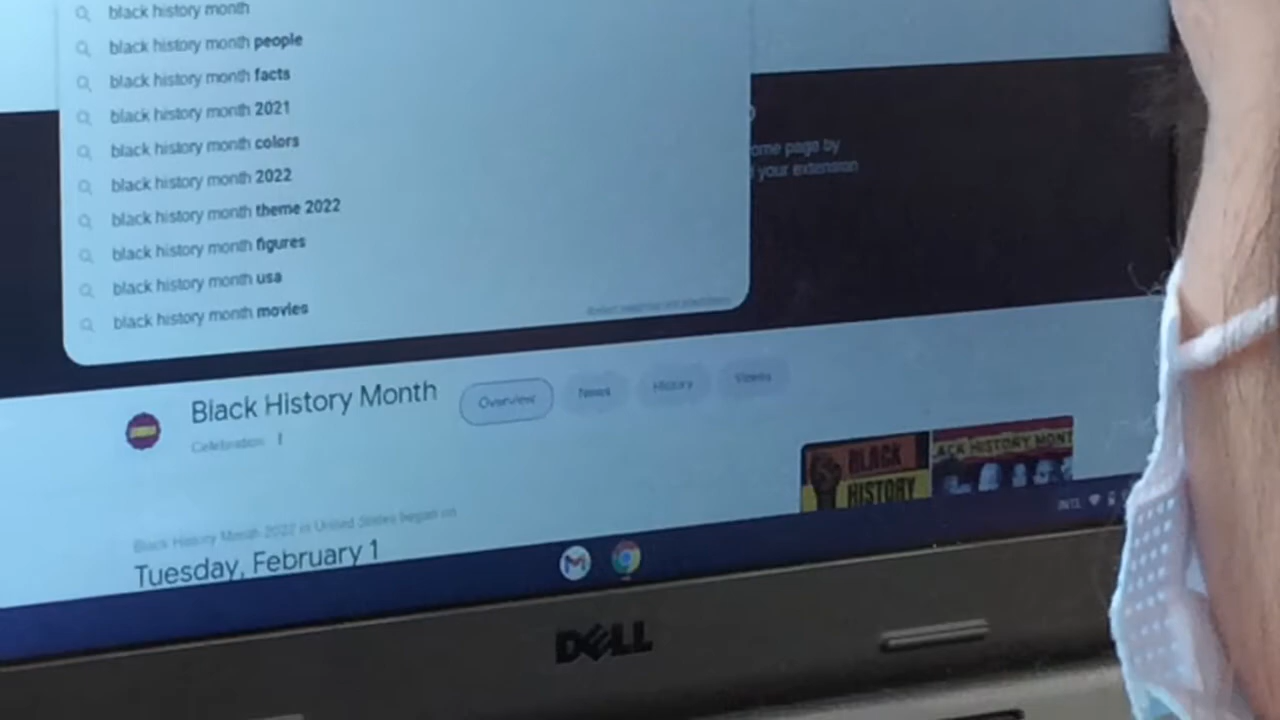 black history month
black history month people
black history month facts
black history month 2021
black history month colors
black history month 2022
black history month theme 2022
black history month figures
black history month usa
black history month movies
ome page by
your extension
Black History Month
Overview
News
History
Videos
Celebration
BLACK
HISTORY
ACK HISTORY MONT
Black History Month 2022 in United States began on
Tuesday, February 1
INTL
DELL